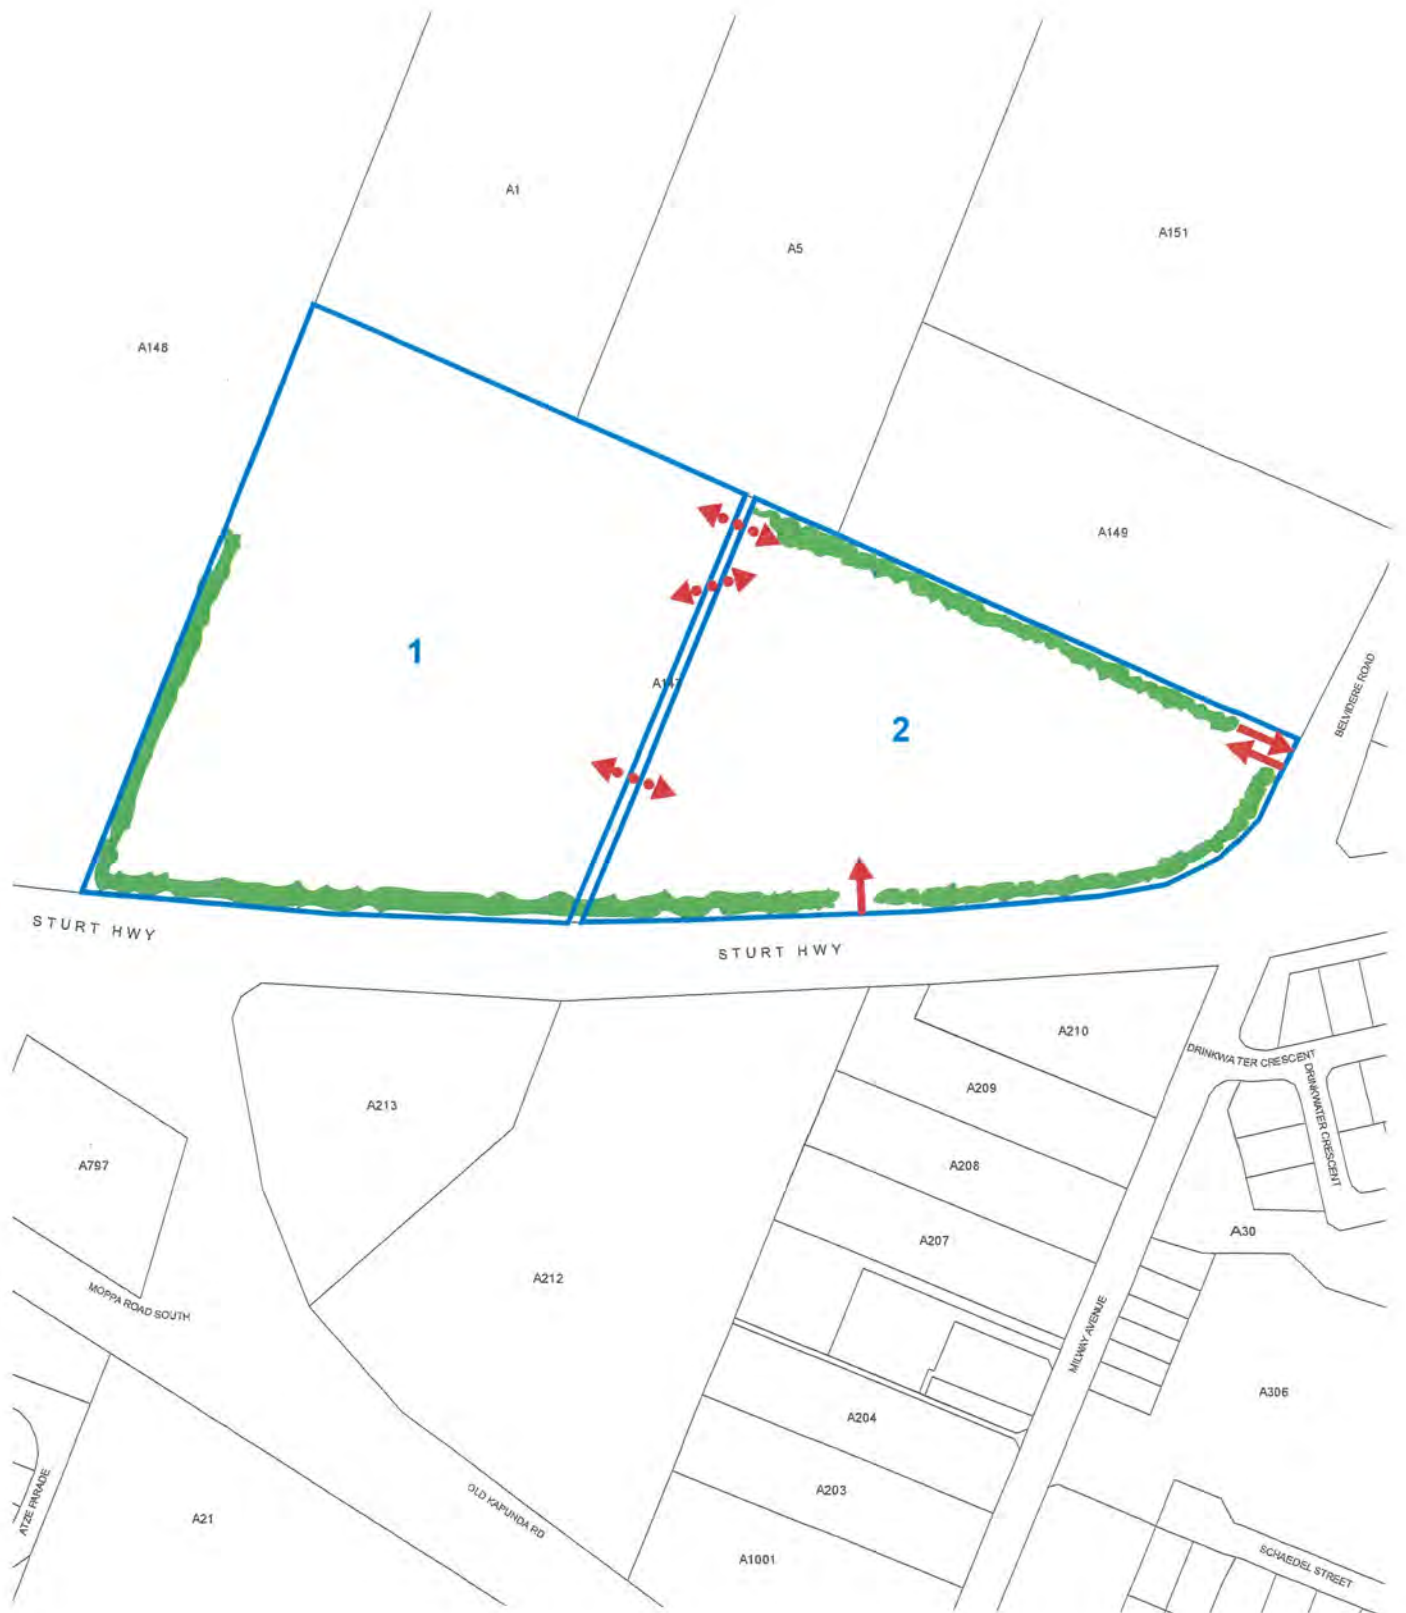 A1
A151
A5
A148
A149
1
BELVIDERE ROAD
A147
2
STURT HWY
STURT HWY
A210
DRINKWATER CRESCENT
A209
DRINKWATER CRESCENT
A213
A208
A797
A30
A207
A212
MOPPA ROAD SOUTH
MILWAY AVENUE
A306
A204
A203
ATZE PARADE
OLD KAPUNDA RD
A21
A1001
SCHAEDEL STREET